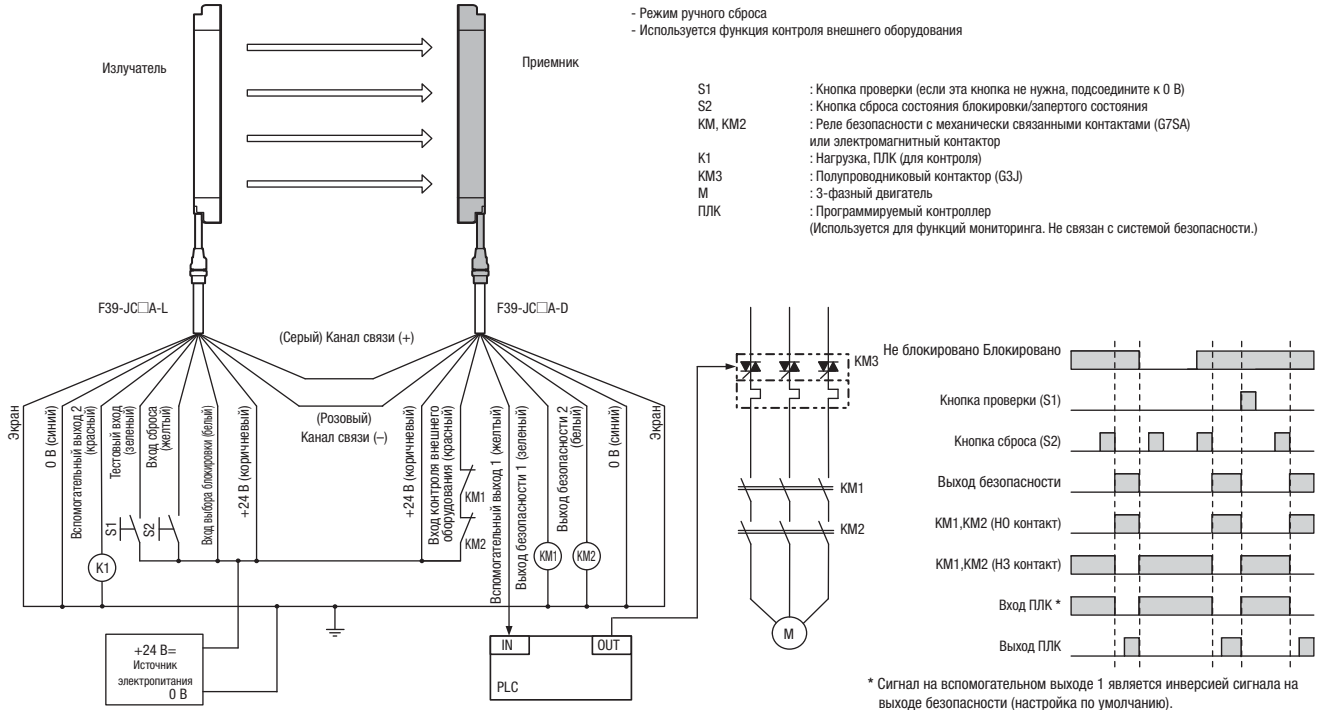 - Режим ручного сброса
- Используется функция контроля внешнего оборудования
Излучатель
Приемник
S1 : Кнопка проверки (если эта кнопка не нужна, подсоедините к 0 В)
S2 : Кнопка сброса состояния блокировки/запертого состояния
KM, KM2 : Реле безопасности с механически связанными контактами (G7SA)
или электромагнитный контактор
K1 : Нагрузка, ПЛК (для контроля)
KM3 : Полупроводниковый контактор (G3J)
M : 3-фазный двигатель
ПЛК : Программируемый контроллер
(Используется для функций мониторинга. Не связан с системой безопасности.)
F39-JC□A-L
F39-JC□A-D
(Серый) Канал связи (+)
(Розовый)
Канал связи (–)
Экран
0 В (синий)
Вспомогательный выход 2
(красный)
Тестовый вход
(зеленый)
Вход сброса
(желтый)
Вход выбора блокировки (белый)
+24 В (коричневый)
+24 В (коричневый)
Вход контроля внешнего
оборудования (красный)
Вспомогательный выход 1 (желтый)
Выход безопасности 1 (зеленый)
Выход безопасности 2
(белый)
0 В (синий)
Экран
S1
S2
K1
KM1
KM2
KM1
KM2
+24 В=
Источник
электропитания
0 В
IN
OUT
PLC
KM3
KM1
KM2
M
Не блокировано Блокировано
Кнопка проверки (S1)
Кнопка сброса (S2)
Выход безопасности
KM1,KM2 (НО контакт)
KM1,KM2 (НЗ контакт)
Вход ПЛК *
Выход ПЛК
* Сигнал на вспомогательном выходе 1 является инверсией сигнала на
выходе безопасности (настройка по умолчанию).